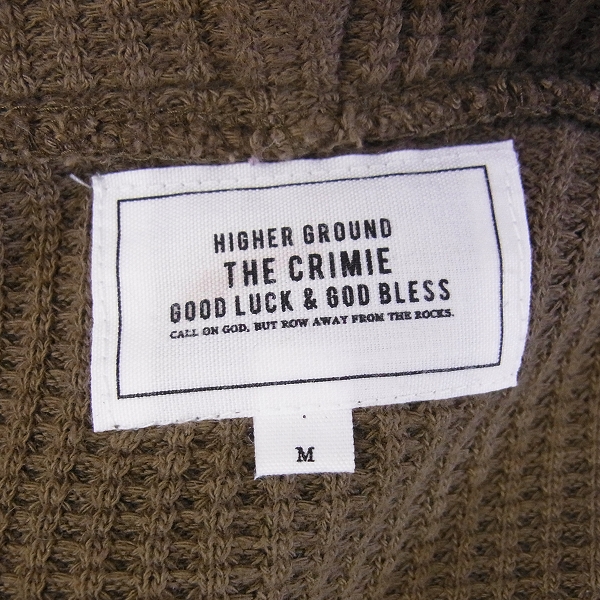 HIGHER GROUND
THE CRIMIE
GOOD LUCK & GOD BLESS
CALL ON GOD, BUT ROW AWAY FROM THE ROCKS.
M